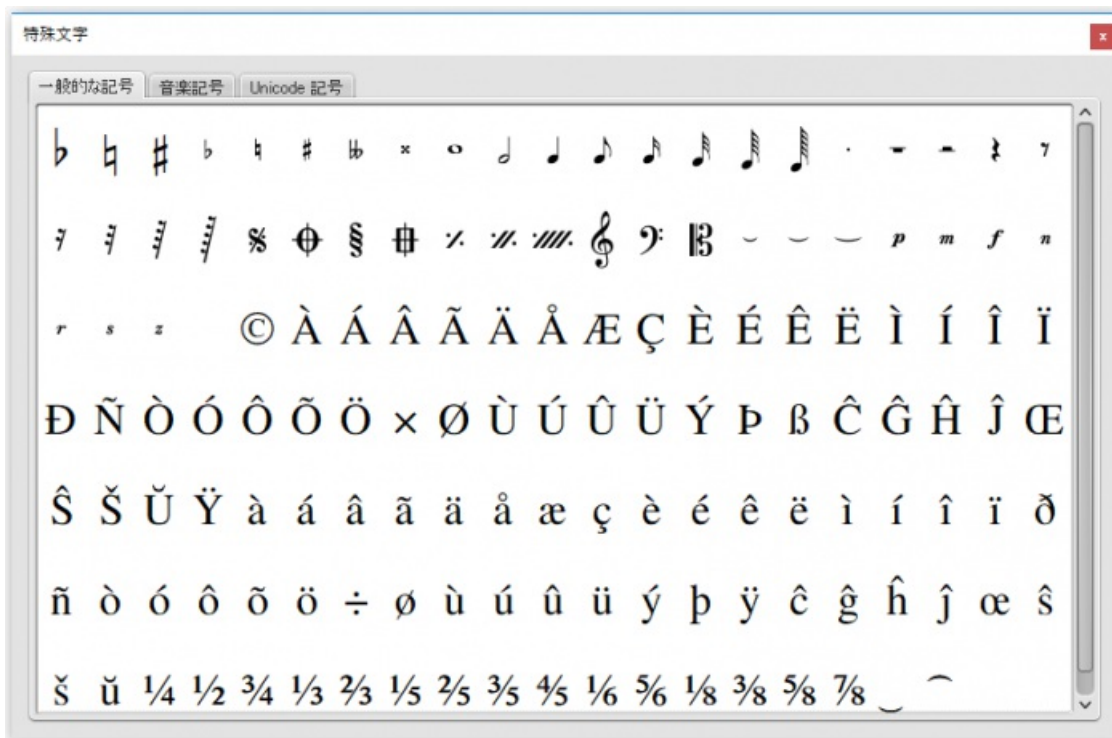 特殊文字
x
一般的な記号 音楽記号 Unicode 記号
♭ ♮ ♯ ♭ ♮ ♯ 𝄫 𝄪 𝅝 𝅗𝅥 𝅘𝅥 𝅘𝅥𝅮 𝅘𝅥𝅯 𝅘𝅥𝅰 𝅘𝅥𝅱 𝅘𝅥𝅲 . 𝄻 𝄼 𝄽 𝄾
𝄿 𝅀 𝅁 𝅂 𝄋 𝄌 § 𝄎 𝄏 𝄞 𝄢 𝄡 ‿ ‿ ‿ p m f n
r s z © À Á Â Ã Ä Å Æ Ç È É Ê Ë Ì Í Î Ï
Ð Ñ Ò Ó Ô Õ Ö × Ø Ù Ú Û Ü Ý Þ ß Ĉ Ĝ Ĥ Ĵ Œ
Ŝ Š Ŭ Ÿ à á â ã ä å æ ç è é ê ë ì í î ï ð
ñ ò ó ô õ ö ÷ ø ù ú û ü ý þ ÿ ĉ ĝ ĥ ĵ œ ŝ
š ŭ ¼ ½ ¾ ⅓ ⅔ ⅕ ⅖ ⅗ ⅘ ⅙ ⅚ ⅛ ⅜ ⅝ ⅞ ‿ ⁀